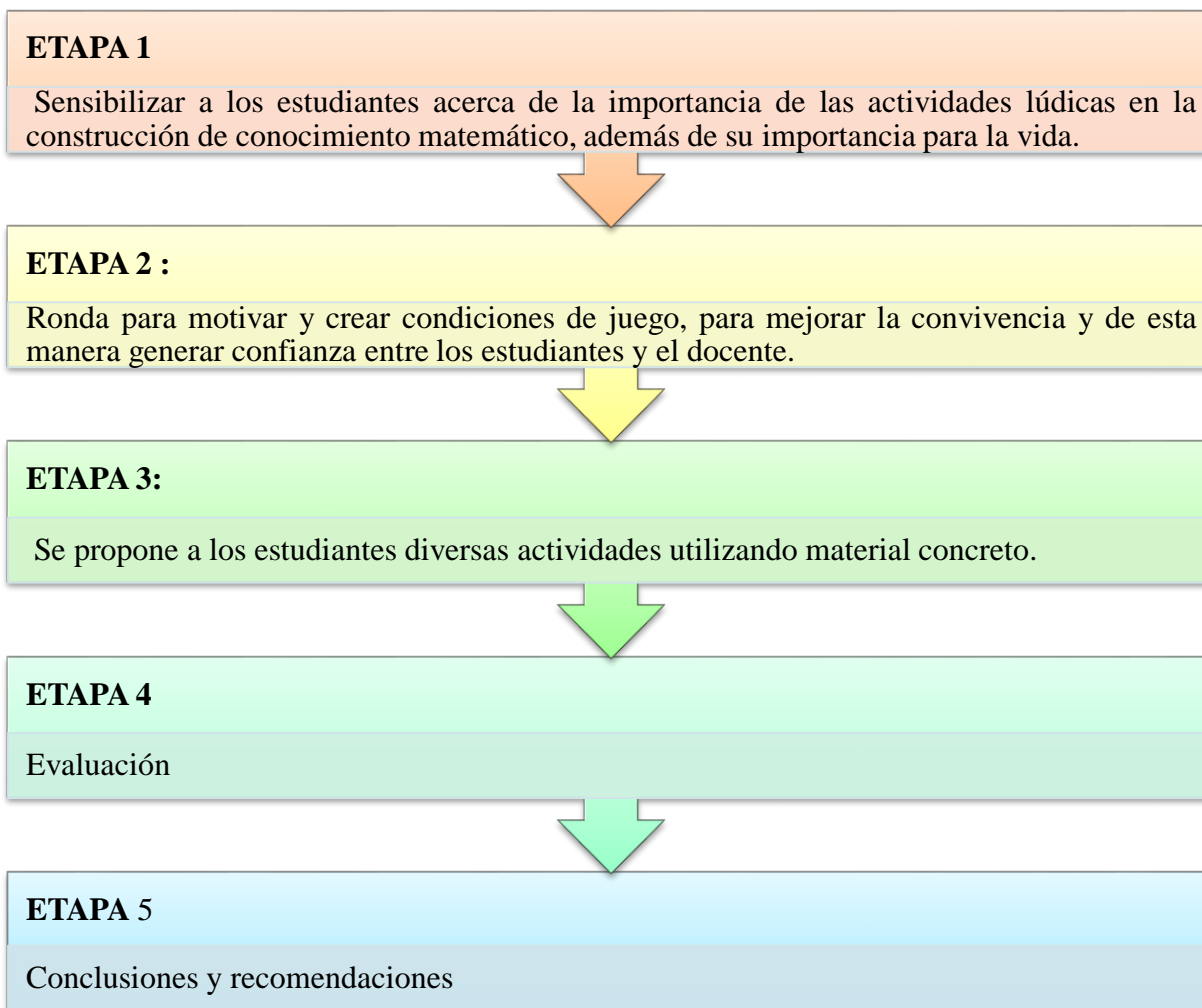 ETAPA 1
Sensibilizar a los estudiantes acerca de la importancia de las actividades lúdicas en la
construcción de conocimiento matemático, además de su importancia para la vida.
ETAPA 2 :
Ronda para motivar y crear condiciones de juego, para mejorar la convivencia y de esta
manera generar confianza entre los estudiantes y el docente.
ETAPA 3:
Se propone a los estudiantes diversas actividades utilizando material concreto.
ETAPA 4
Evaluación
ETAPA 5
Conclusiones y recomendaciones